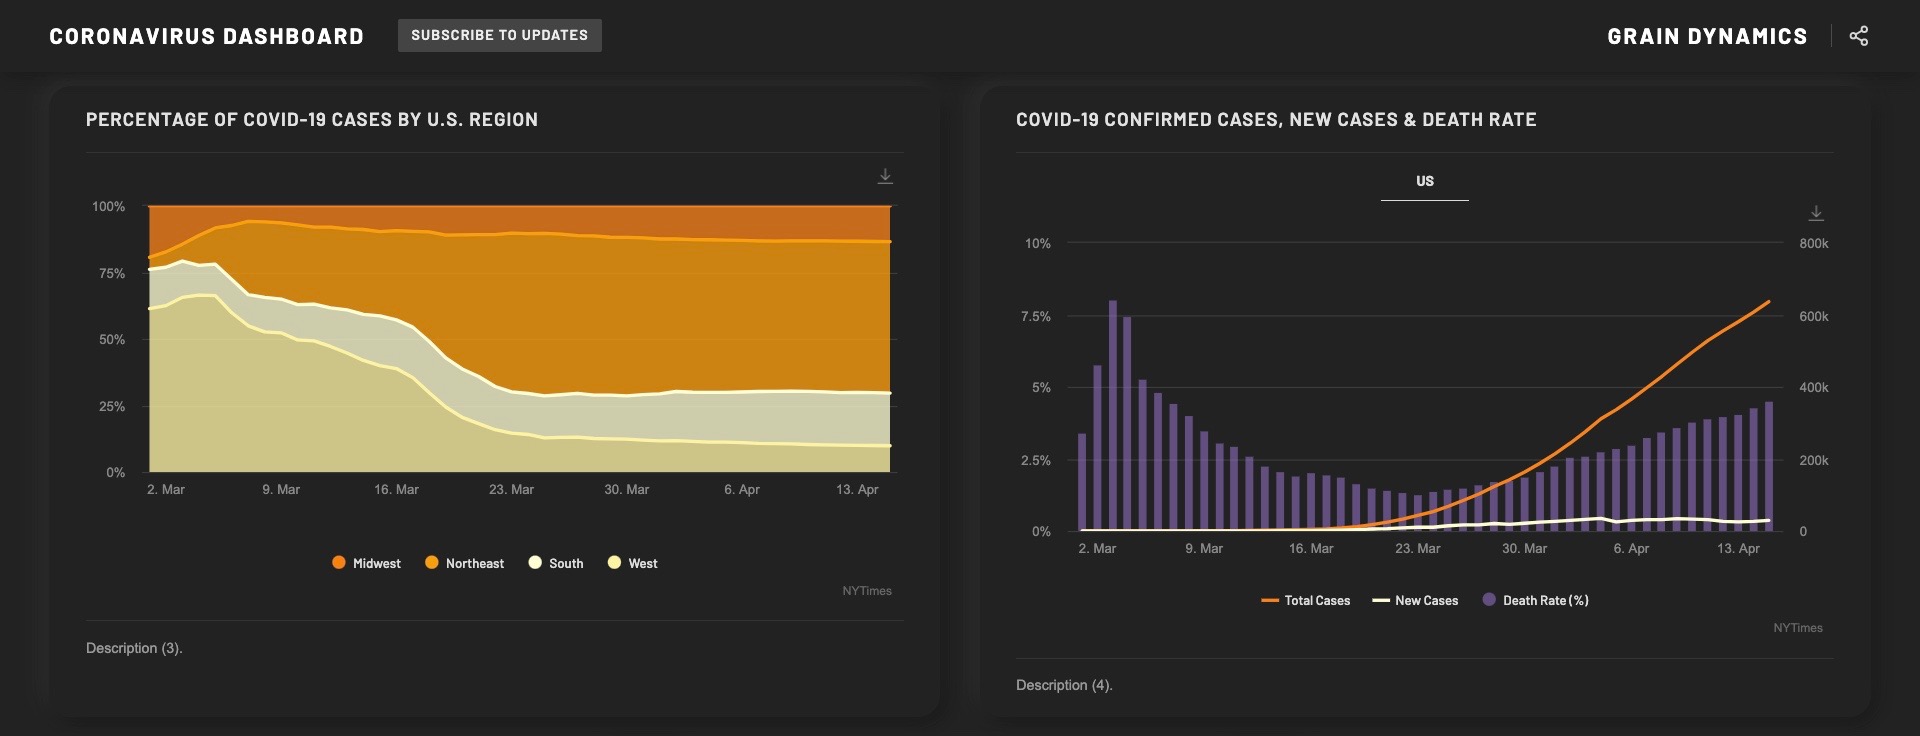 CORONAVIRUS DASHBOARD
SUBSCRIBE TO UPDATES
GRAIN DYNAMICS
PERCENTAGE OF COVID-19 CASES BY U.S. REGION
100%
75%
50%
25%
0%
2. Mar
9. Mar
16. Mar
23. Mar
30. Mar
6. Apr
13. Apr
Midwest
Northeast
South
West
NYTimes
Description (3).
COVID-19 CONFIRMED CASES, NEW CASES & DEATH RATE
US
10%
7.5%
5%
2.5%
0%
800k
600k
400k
200k
0
2. Mar
9. Mar
16. Mar
23. Mar
30. Mar
6. Apr
13. Apr
Total Cases
New Cases
Death Rate (%)
NYTimes
Description (4).